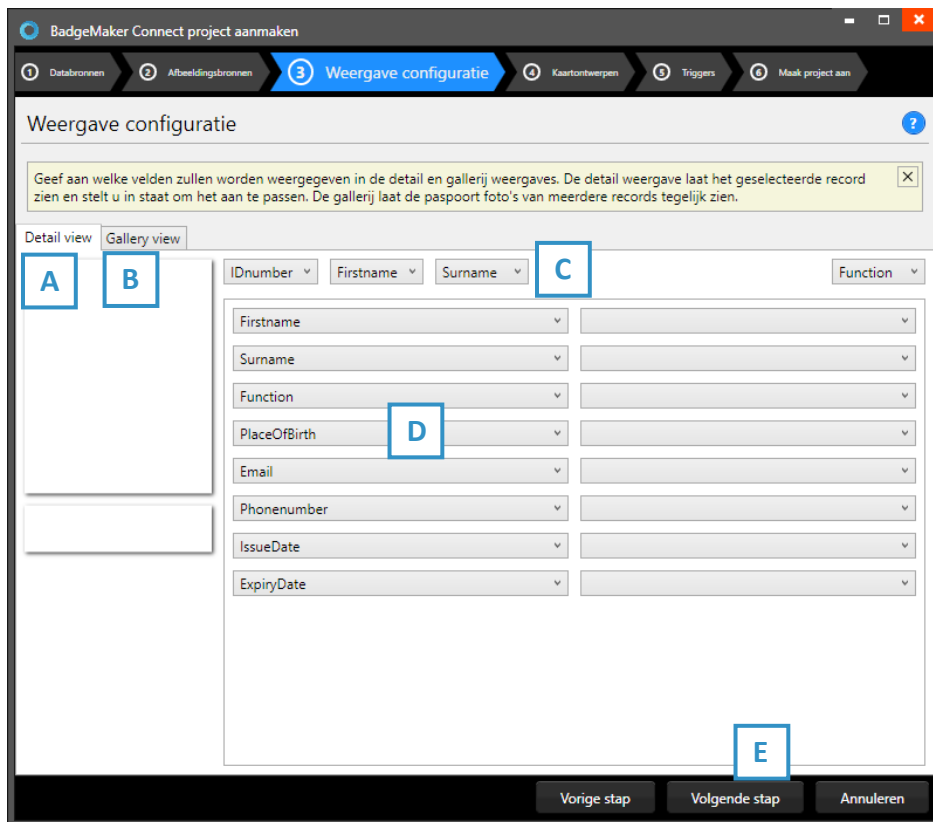 BadgeMaker Connect project aanmaken
1 Databronnen 2 Afbeeldingsbronnen 3 Weergave configuratie 4 Kaartontwerpen 5 Triggers 6 Maak project aan
Weergave configuratie ?
Geef aan welke velden zullen worden weergegeven in de detail en gallerij weergaves. De detail weergave laat het geselecteerde record
zien en stelt u in staat om het aan te passen. De gallerij laat de paspoort foto's van meerdere records tegelijk zien.
Detail view Gallery view
A B IDnumber Firstname Surname C Function
Firstname
Surname
Function
D
PlaceOfBirth
Email
Phonenumber
IssueDate
ExpiryDate
E
Vorige stap Volgende stap Annuleren